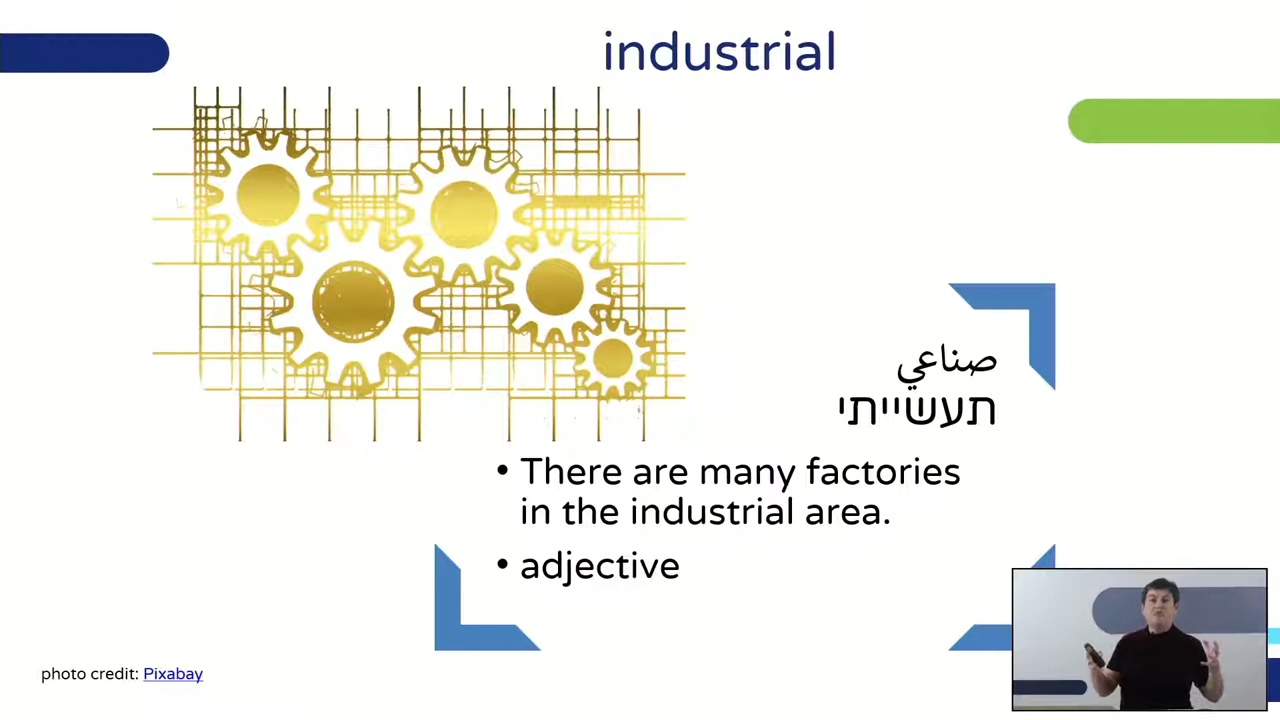 industrial
صناعي
תעשייתי
• There are many factories
in the industrial area.
• adjective
photo credit: Pixabay